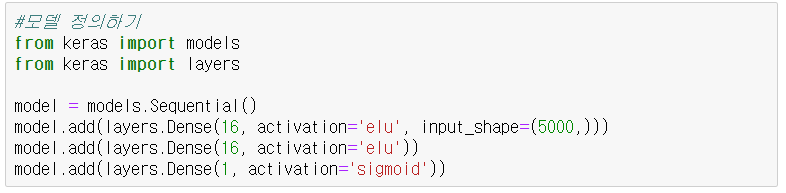 #모델 정의하기
from keras import models
from keras import layers

model = models.Sequential()
model.add(layers.Dense(16, activation='elu', input_shape=(5000,)))
model.add(layers.Dense(16, activation='elu'))
model.add(layers.Dense(1, activation='sigmoid'))